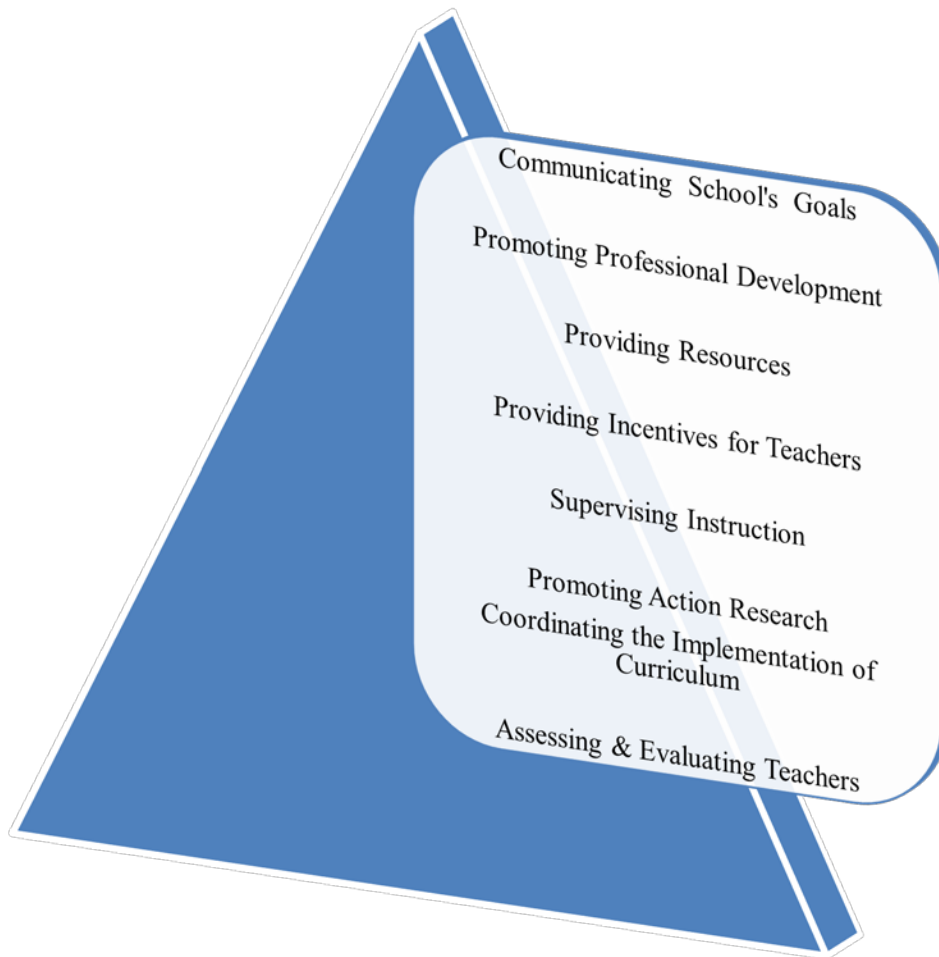 Communicating School's Goals
Promoting Professional Development
Providing Resources
Providing Incentives for Teachers
Supervising Instruction
Promoting Action Research
Coordinating the Implementation of
Curriculum
Assessing & Evaluating Teachers